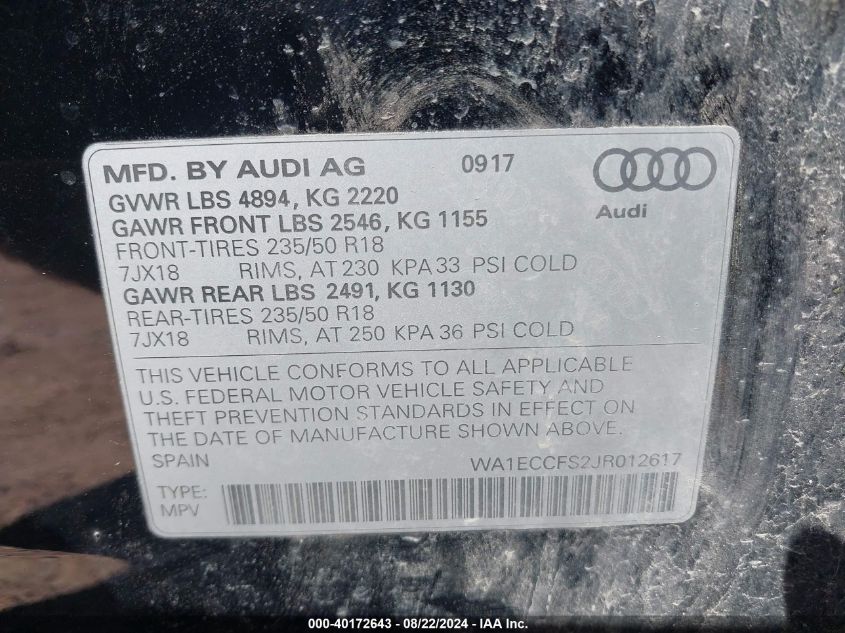 MFD. BY AUDI AG 0917
Audi
GVWR LBS 4894, KG 2220
GAWR FRONT LBS 2546, KG 1155
FRONT-TIRES 235/50 R18
7JX18 RIMS, AT 230 KPA 33 PSI COLD
GAWR REAR LBS 2491, KG 1130
REAR-TIRES 235/50 R18
7JX18 RIMS, AT 250 KPA 36 PSI COLD
THIS VEHICLE CONFORMS TO ALL APPLICABLE
U.S. FEDERAL MOTOR VEHICLE SAFETY AND
THEFT PREVENTION STANDARDS IN EFFECT ON
THE DATE OF MANUFACTURE SHOWN ABOVE.
SPAIN WA1ECCFS2JR012617
TYPE:
MPV
000-40172643 / 08/22/2024 - IAA Inc.